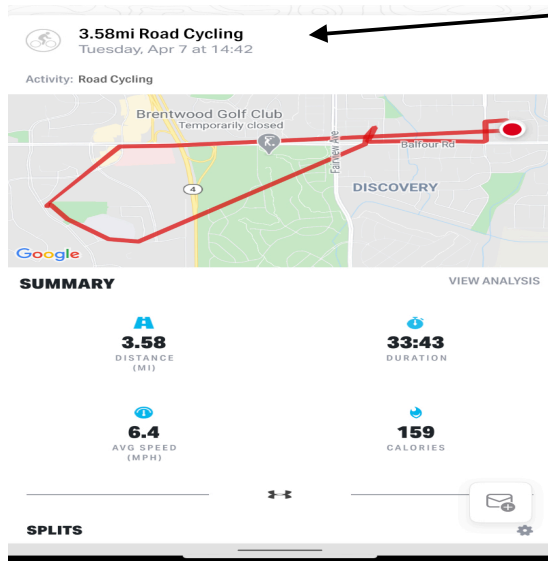 3.58mi Road Cycling
Tuesday, Apr 7 at 14:42
Activity: Road Cycling
Brentwood Golf Club
Temporarily closed
Fairview Ave
Balfour Rd
4
DISCOVERY
Google
SUMMARY
VIEW ANALYSIS
3.58
DISTANCE
(MI)
33:43
DURATION
6.4
AVG SPEED
(MPH)
159
CALORIES
SPLITS